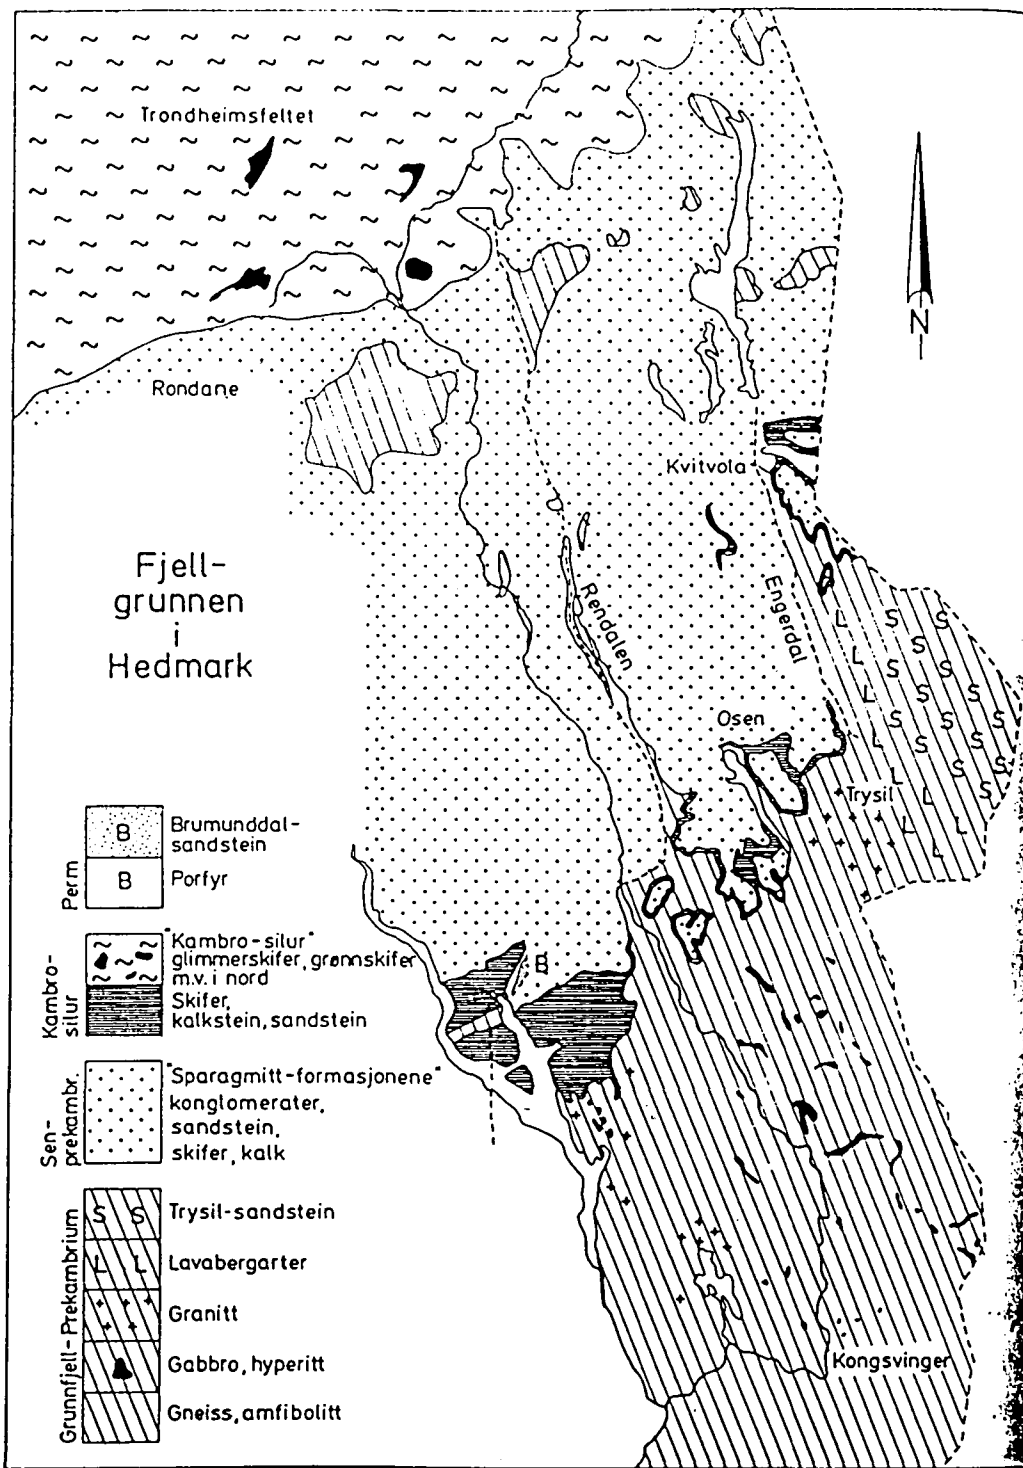 Trondheimsfeltet
Rondane
Kvitvola
Fjell-
grunnen
i
Hedmark
Rendalen
Engerdal
Osen
Trysil
Kongsvinger
N
L S S
S
L S S
L S S
S S S
L S S
L S S
L S
L L
L
B
Perm
B
Brumunddal-
sandstein
B
Porfyr
Kambro-
silur
"Kambro-silur"
glimmerskifer, grønnskifer
m.v. i nord
Skifer,
kalkstein, sandstein
Sen-
prekambr.
"Sparagmitt-formasjonene"
konglomerater,
sandstein,
skifer, kalk
Grunnfjell-Prekambrium
S S
Trysil-sandstein
L L
Lavabergarter
Granitt
Gabbro, hyperitt
Gneiss, amfibolitt